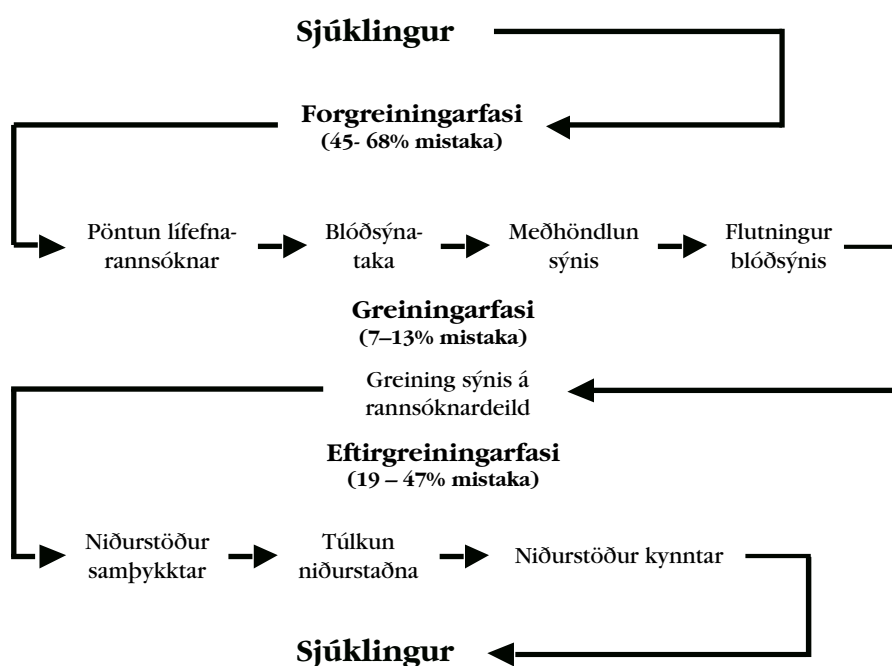 Sjúklingur
Forgreiningarfasi
(45- 68% mistaka)
Pöntun lífefna-
rannsóknar
Blóðsýna-
taka
Meðhöndlun
sýnis
Flutningur
blóðsýnis
Greiningarfasi
(7–13% mistaka)
Greining sýnis á
rannsóknardeild
Eftirgreiningarfasi
(19 – 47% mistaka)
Niðurstöður
samþykktar
Túlkun
niðurstaðna
Niðurstöður kynntar
Sjúklingur